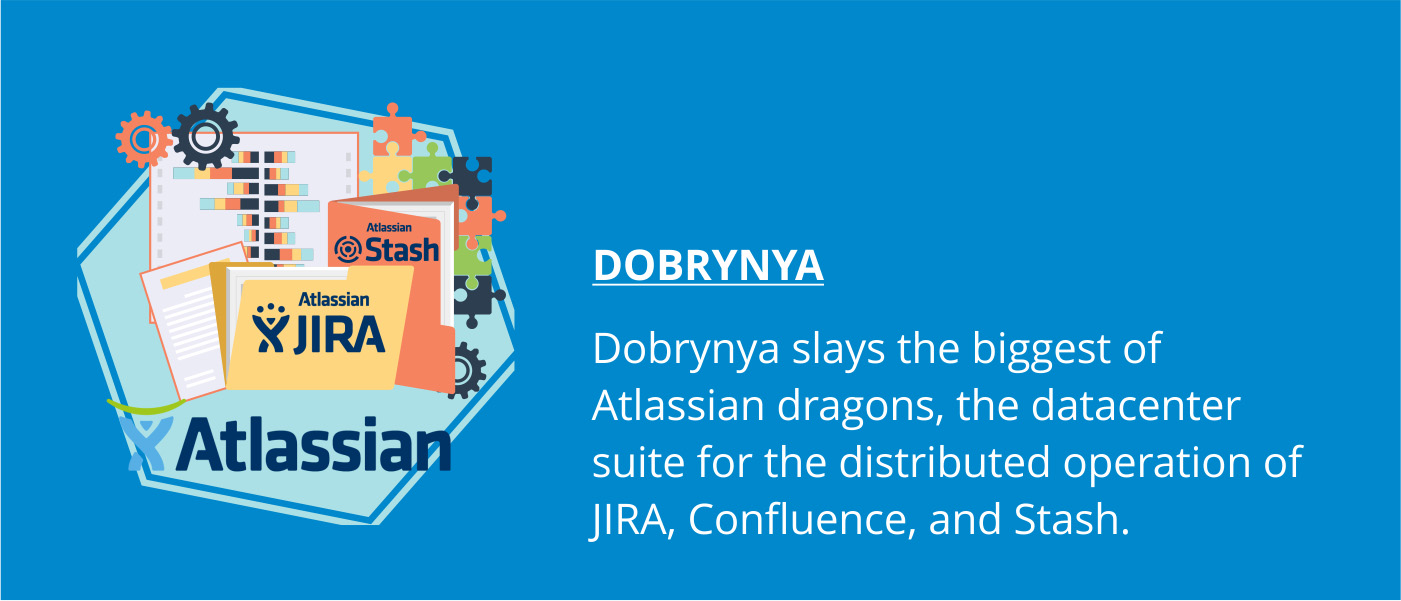 Atlassian
Stash
Atlassian
JIRA
Atlassian
DOBRYNYA
Dobrynya slays the biggest of
Atlassian dragons, the datacenter
suite for the distributed operation of
JIRA, Confluence, and Stash.